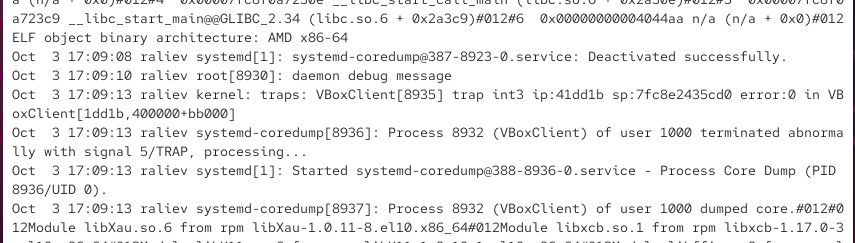 a (n/a + 0x0)#012#4  0x00007fc8f0a7230e __libc_start_call_main (libc.so.6 + 0x2a30e)#012#5  0x00007fc8f0
a723c9 __libc_start_main@@GLIBC_2.34 (libc.so.6 + 0x2a3c9)#012#6  0x00000000004044aa n/a (n/a + 0x0)#012
ELF object binary architecture: AMD x86-64
Oct  3 17:09:08 raliev systemd[1]: systemd-coredump@387-8923-0.service: Deactivated successfully.
Oct  3 17:09:10 raliev root[8930]: daemon debug message
Oct  3 17:09:13 raliev kernel: traps: VBoxClient[8935] trap int3 ip:41dd1b sp:7fc8e2435cd0 error:0 in VB
oxClient[1dd1b,400000+bb000]
Oct  3 17:09:13 raliev systemd-coredump[8936]: Process 8932 (VBoxClient) of user 1000 terminated abnorma
lly with signal 5/TRAP, processing...
Oct  3 17:09:13 raliev systemd[1]: Started systemd-coredump@388-8936-0.service - Process Core Dump (PID
8936/UID 0).
Oct  3 17:09:13 raliev systemd-coredump[8937]: Process 8932 (VBoxClient) of user 1000 dumped core.#012#0
12Module libXau.so.6 from rpm libXau-1.0.11-8.el10.x86_64#012Module libxcb.so.1 from rpm libxcb-1.17.0-3